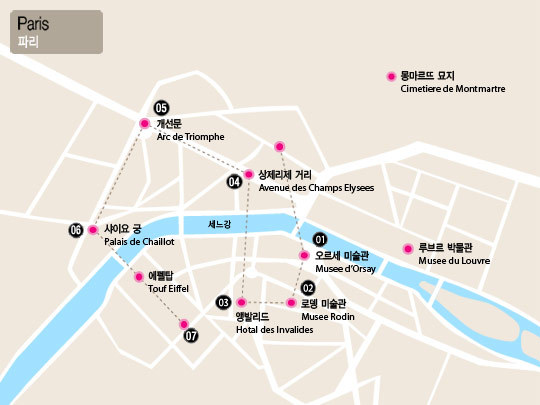 Paris
파리
몽마르뜨 묘지
Cimetiere de Montmartre
05
개선문
Arc de Triomphe
04
상제리제 거리
Avenue des Champs Elysees
06
샤이요 궁
Palais de Chaillot
세느강
01
오르세 미술관
Musee d'Orsay
루브르 박물관
Musee du Louvre
에펠탑
Touf Eiffel
02
로뎅 미술관
Musee Rodin
03
앵발리드
Hotal des Invalides
07